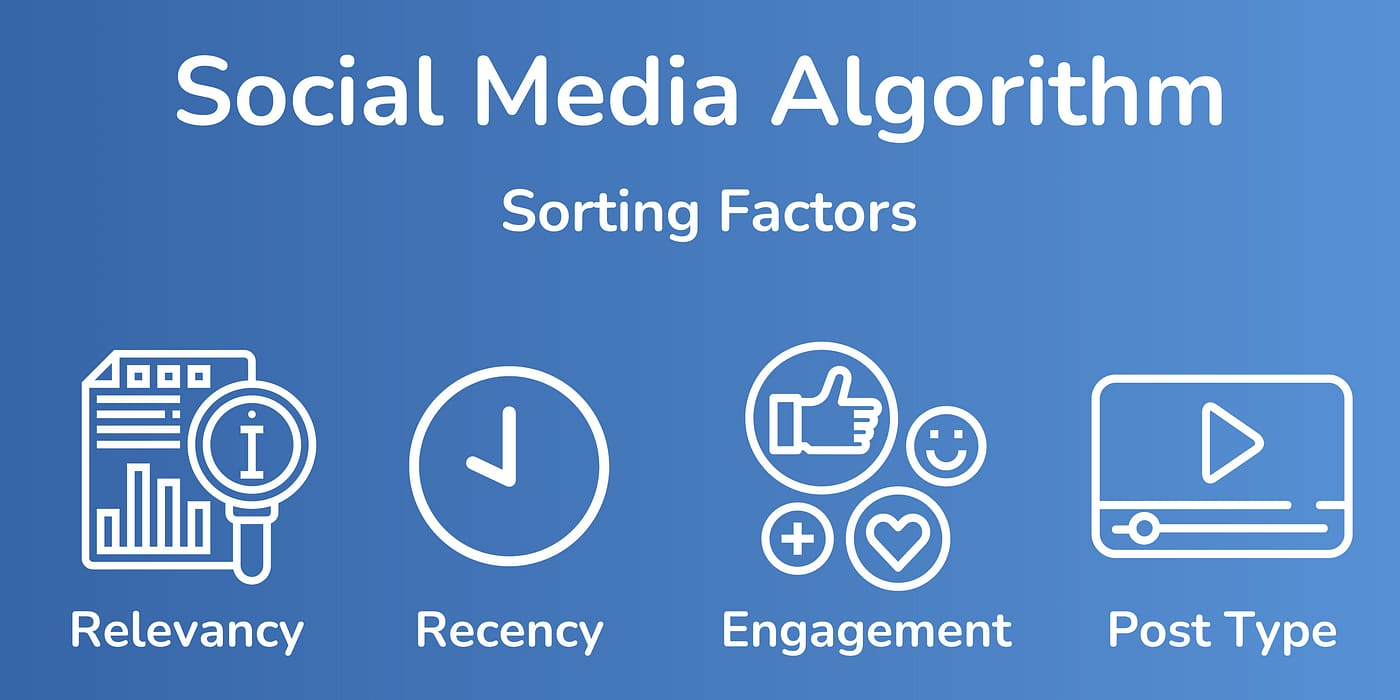 Social Media Algorithm
Sorting Factors
i
Relevancy
Recency
Engagement
Post Type